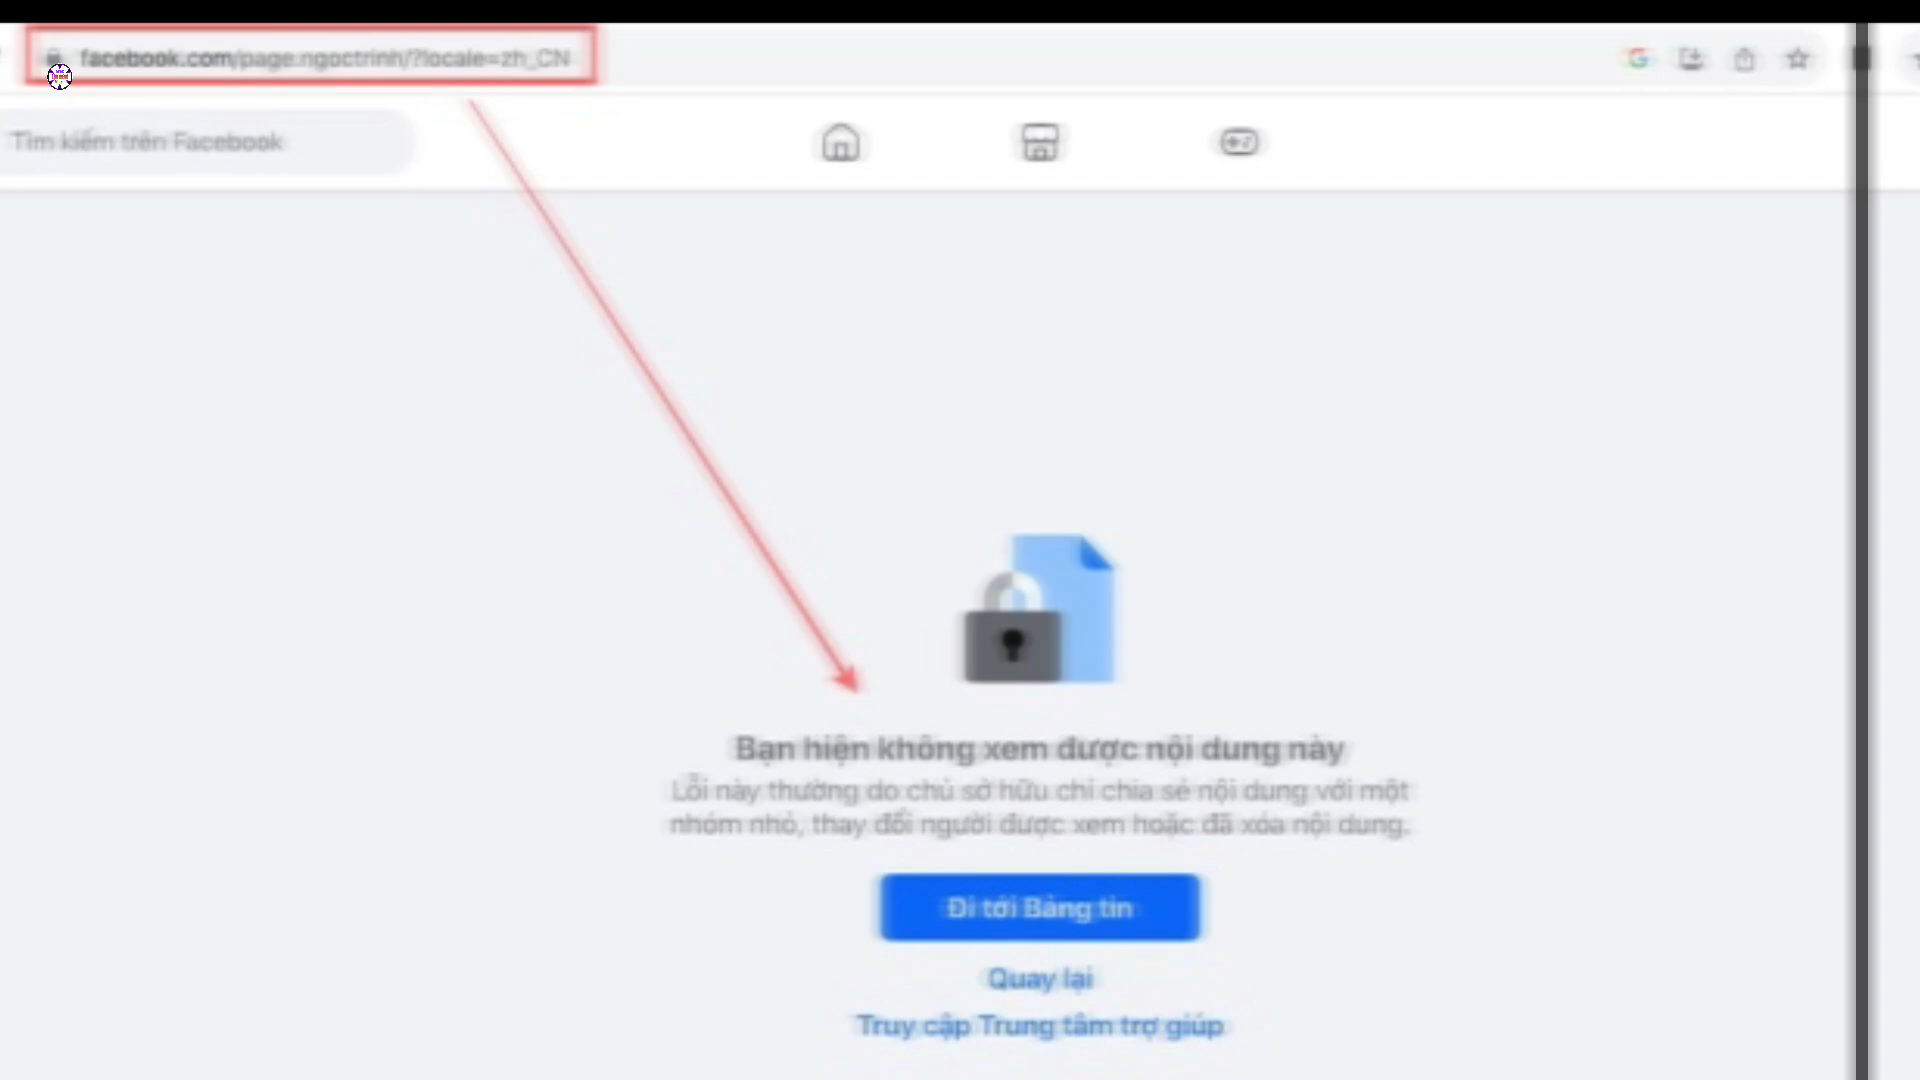 facebook.com/page.ngoctrinh/?locale=zh_CN
Tìm kiếm trên Facebook
Bạn hiện không xem được nội dung này
Lỗi này thường do chủ sở hữu chỉ chia sẻ nội dung với một
nhóm nhỏ, thay đổi người được xem hoặc đã xóa nội dung.
Đi tới Bảng tin
Quay lại
Truy cập Trung tâm trợ giúp